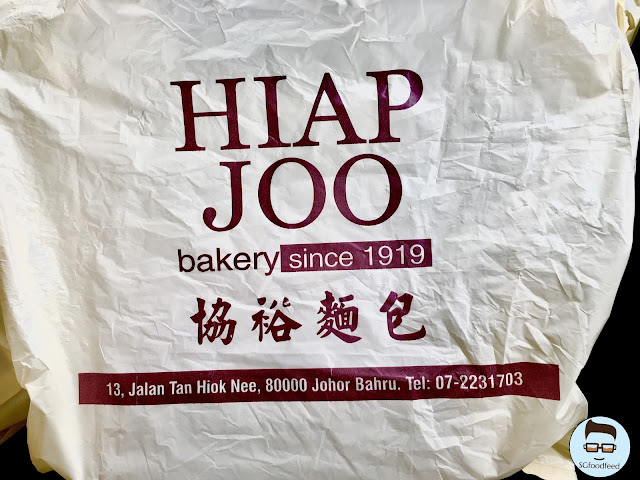 HIAP
JOO
bakery since 1919
協裕麵包
13, Jalan Tan Hiok Nee, 80000 Johor Bahru. Tel: 07-2231703
SGfoodfeed